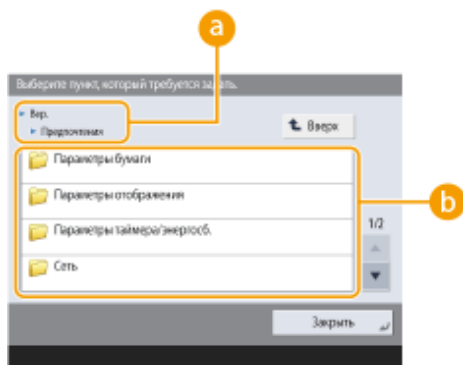 a
Выберите пункт, который требуется задать.
Вер.
Предпочтения
Вверх
Параметры бумаги
Параметры отображения
Параметры таймера/энергосб.
Сеть
b
1/2
Закрыть